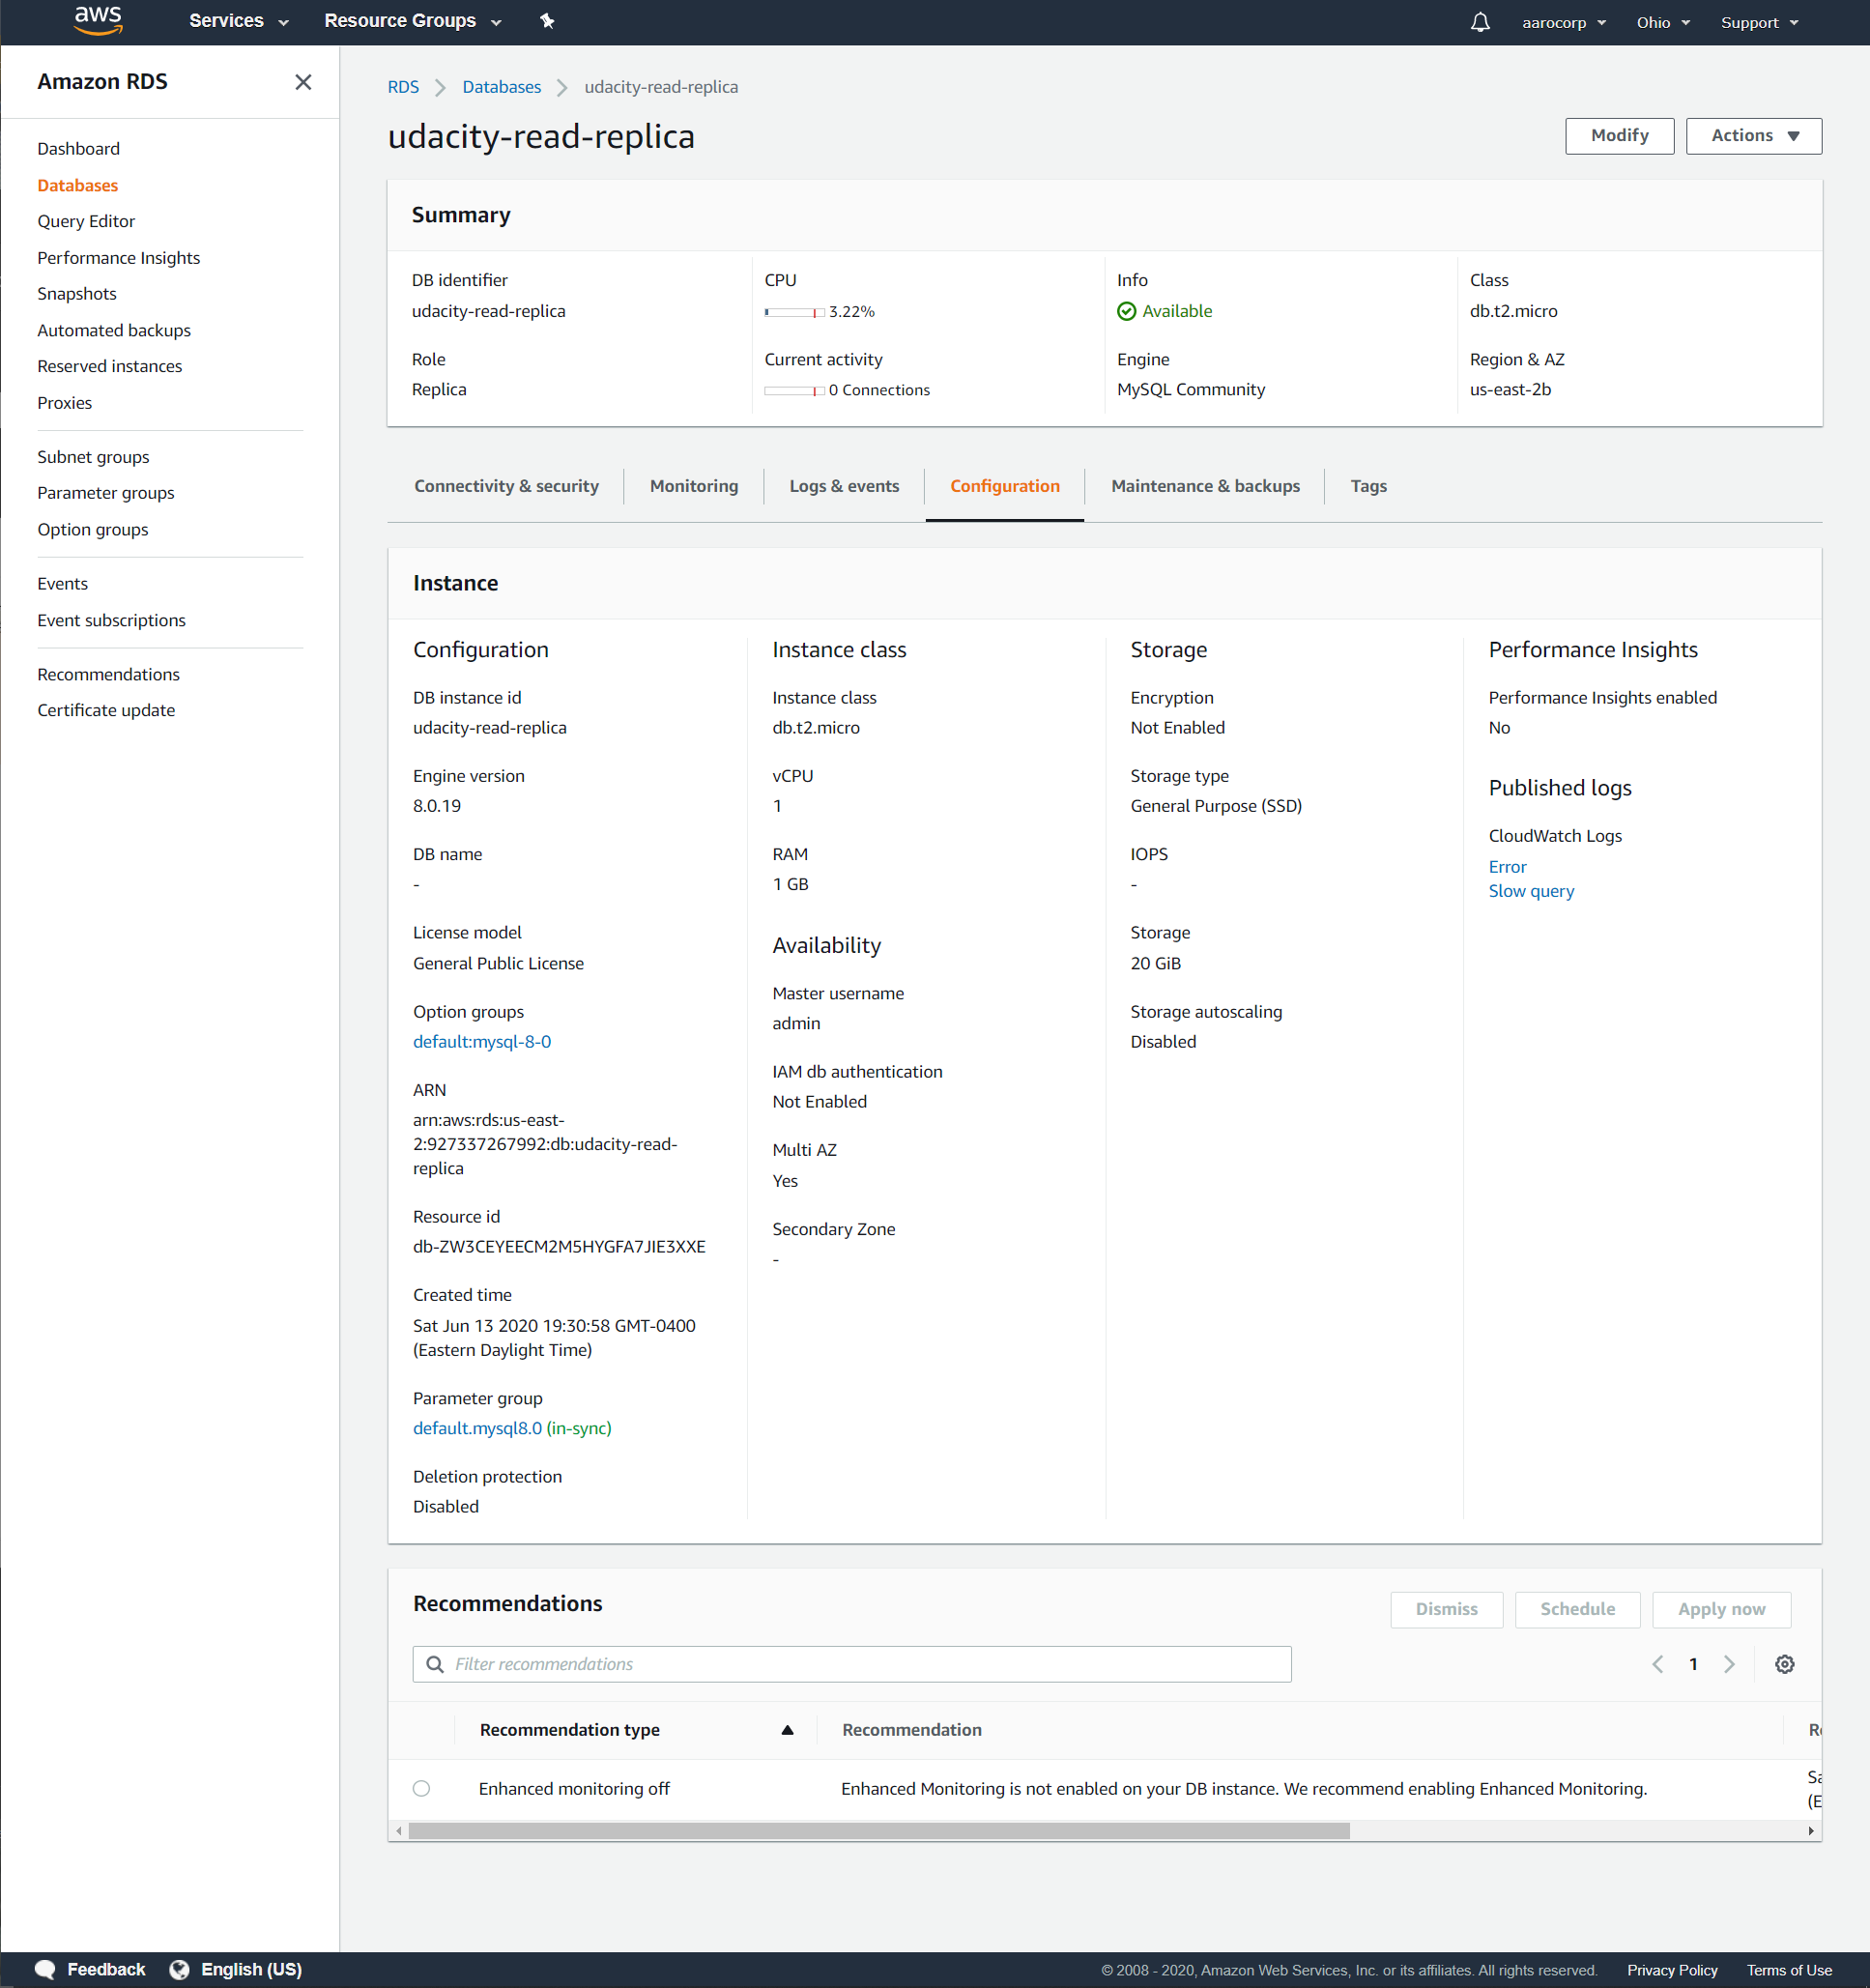 aws
Services
Resource Groups
aarocorp
Ohio
Support
Amazon RDS
Dashboard
Databases
Query Editor
Performance Insights
Snapshots
Automated backups
Reserved instances
Proxies
Subnet groups
Parameter groups
Option groups
Events
Event subscriptions
Recommendations
Certificate update
RDS
Databases
udacity-read-replica
udacity-read-replica
Modify
Actions
Summary
DB identifier
udacity-read-replica
Role
Replica
CPU
3.22%
Current activity
0 Connections
Info
Available
Engine
MySQL Community
Class
db.t2.micro
Region & AZ
us-east-2b
Connectivity & security
Monitoring
Logs & events
Configuration
Maintenance & backups
Tags
Instance
Configuration
DB instance id
udacity-read-replica
Engine version
8.0.19
DB name
-
License model
General Public License
Option groups
default:mysql-8-0
ARN
arn:aws:rds:us-east-
2:927337267992:db:udacity-read-
replica
Resource id
db-ZW3CEYEECM2M5HYGFA7JIE3XXE
Created time
Sat Jun 13 2020 19:30:58 GMT-0400
(Eastern Daylight Time)
Parameter group
default.mysql8.0 (in-sync)
Deletion protection
Disabled
Instance class
Instance class
db.t2.micro
vCPU
1
RAM
1 GB
Availability
Master username
admin
IAM db authentication
Not Enabled
Multi AZ
Yes
Secondary Zone
-
Storage
Encryption
Not Enabled
Storage type
General Purpose (SSD)
IOPS
-
Storage
20 GiB
Storage autoscaling
Disabled
Performance Insights
Performance Insights enabled
No
Published logs
CloudWatch Logs
Error
Slow query
Recommendations
Dismiss
Schedule
Apply now
Filter recommendations
1
Recommendation type
Recommendation
Enhanced monitoring off
Enhanced Monitoring is not enabled on your DB instance. We recommend enabling Enhanced Monitoring.
Feedback
English (US)
© 2008 - 2020, Amazon Web Services, Inc. or its affiliates. All rights reserved.
Privacy Policy
Terms of Use